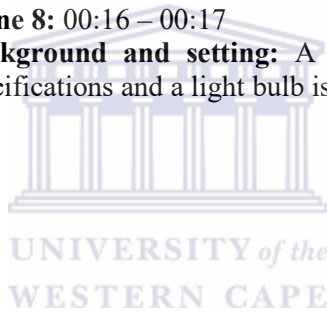 ne 8: 00:16 – 00:17
kground and setting: A
cifications and a light bulb is
UNIVERSITY of the
WESTERN CAPE